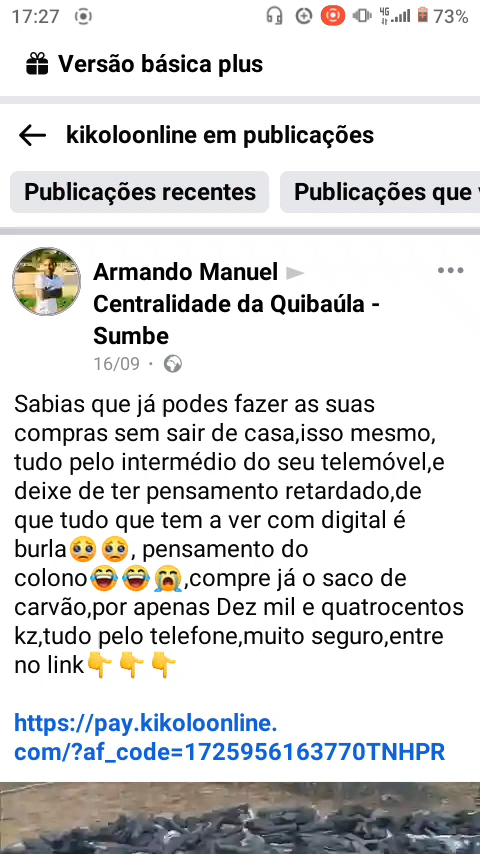 17:27
4G
73%
Versão básica plus
kikoloonline em publicações
Publicações recentes
Publicações que
Armando Manuel ▶
Centralidade da Quibaúla -
Sumbe
16/09 ·
Sabias que já podes fazer as suas
compras sem sair de casa,isso mesmo,
tudo pelo intermédio do seu telemóvel,e
deixe de ter pensamento retardado,de
que tudo que tem a ver com digital é
burla🥺🥺, pensamento do
colono😂😂😭,compre já o saco de
carvão,por apenas Dez mil e quatrocentos
kz,tudo pelo telefone,muito seguro,entre
no link👇👇👇
https://pay.kikoloonline.
com/?af_code=1725956163770TNHPR